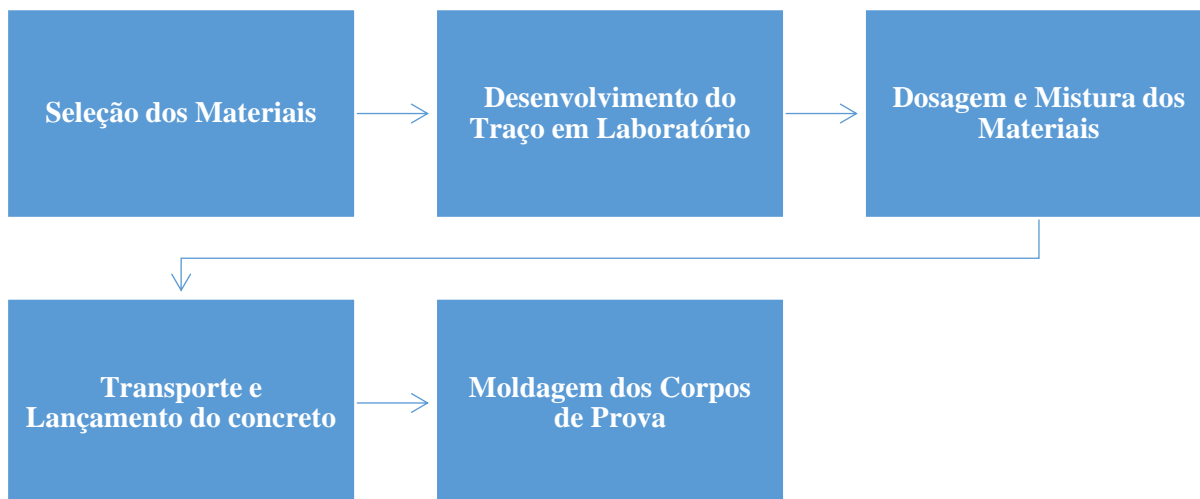 Seleção dos Materiais
Desenvolvimento do
Traço em Laboratório
Dosagem e Mistura dos
Materiais
Transporte e
Lançamento do concreto
Moldagem dos Corpos
de Prova